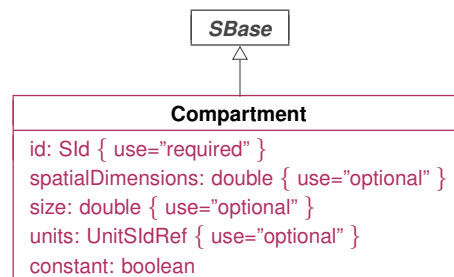 SBase
Compartment
id: SId { use="required" }
spatialDimensions: double { use="optional" }
size: double { use="optional" }
units: UnitSIdRef { use="optional" }
constant: boolean